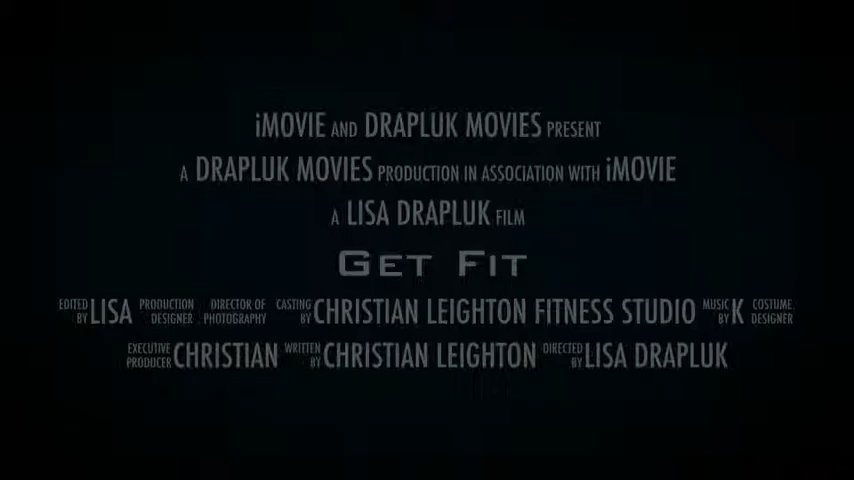 iMOVIE AND DRAPLUK MOVIES PRESENT
A DRAPLUK MOVIES PRODUCTION IN ASSOCIATION WITH iMOVIE
A LISA DRAPLUK FILM
GET FIT
EDITED BY LISA PRODUCTION DESIGNER DIRECTOR OF PHOTOGRAPHY CASTING BY CHRISTIAN LEIGHTON FITNESS STUDIO MUSIC BY K COSTUME DESIGNER
EXECUTIVE PRODUCER CHRISTIAN WRITTEN BY CHRISTIAN LEIGHTON DIRECTED BY LISA DRAPLUK